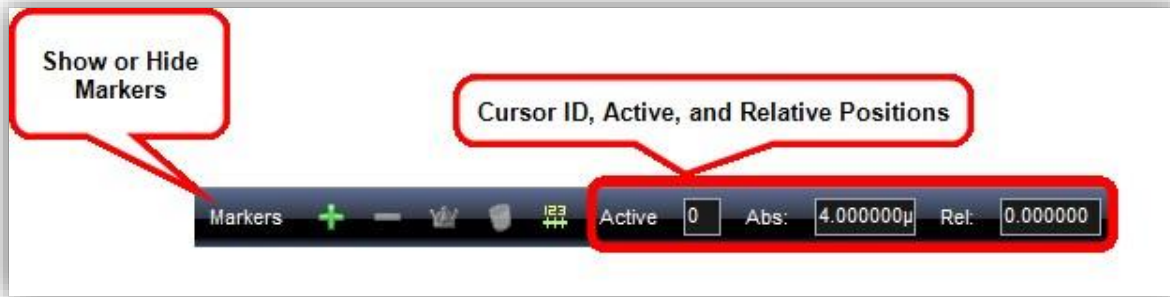 Show or Hide
Markers
Cursor ID, Active, and Relative Positions
Markers 123 Active 0 Abs: 4.000000µ Rel: 0.000000